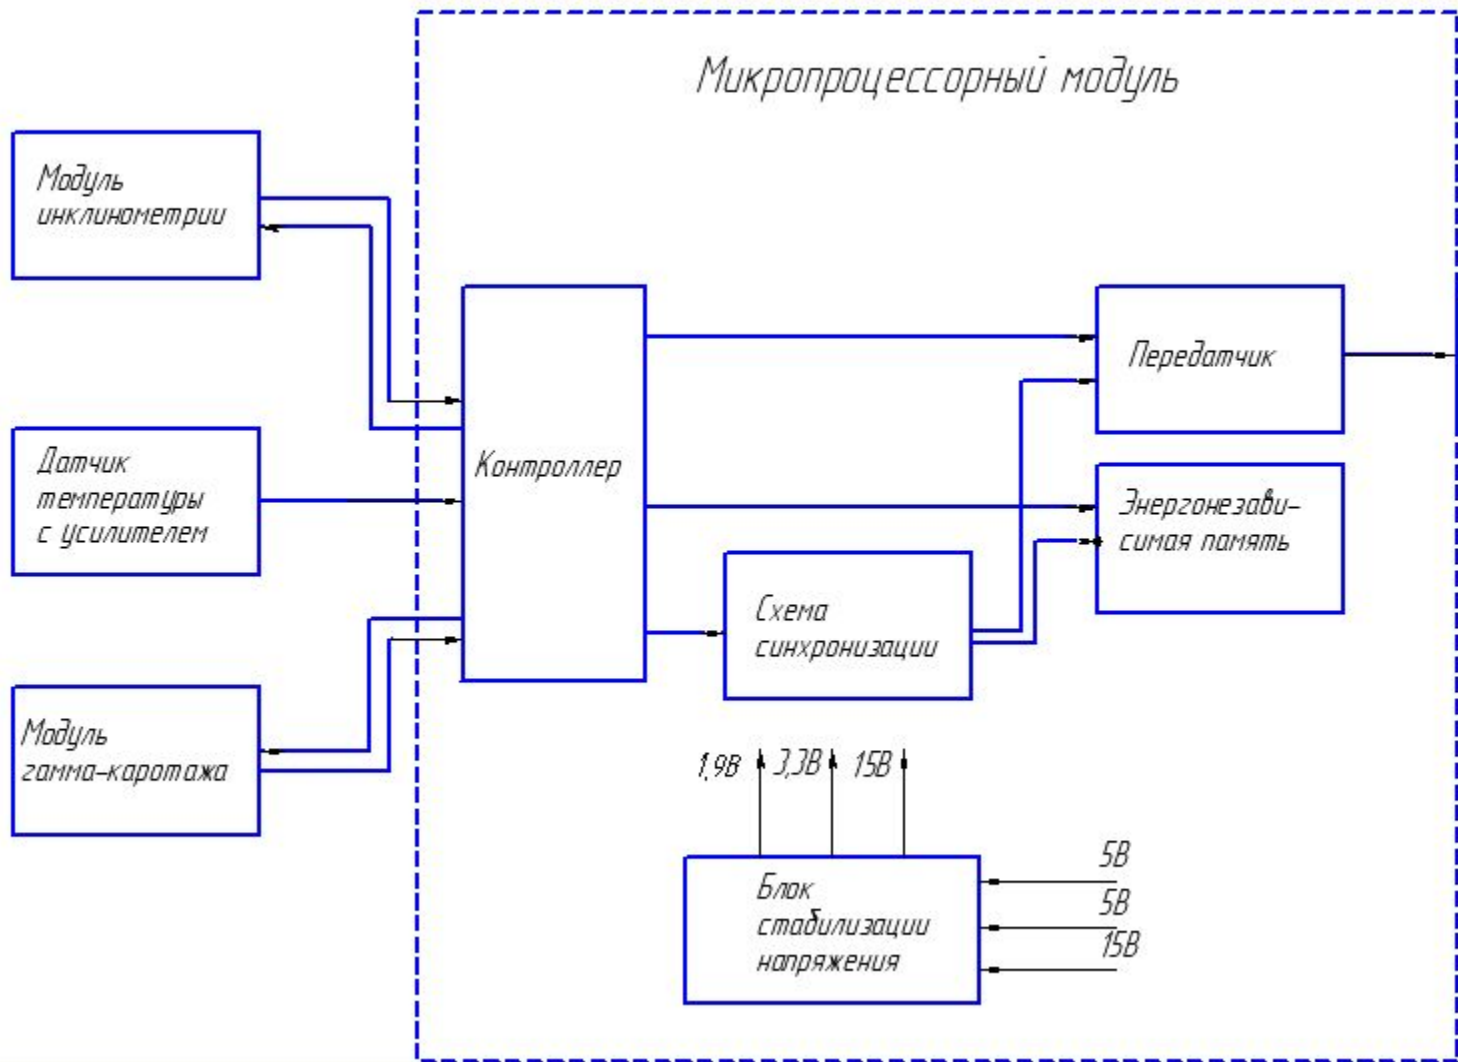 Микропроцессорный модуль
Модуль
инклинометрии
Датчик
температуры
с усилителем
Модуль
гамма-каротажа
Контроллер
Передатчик
Энергонезави-
симая память
Схема
синхронизации
1,9В 3,3В 15В
Блок
стабилизации
напряжения
5В
5В
15В